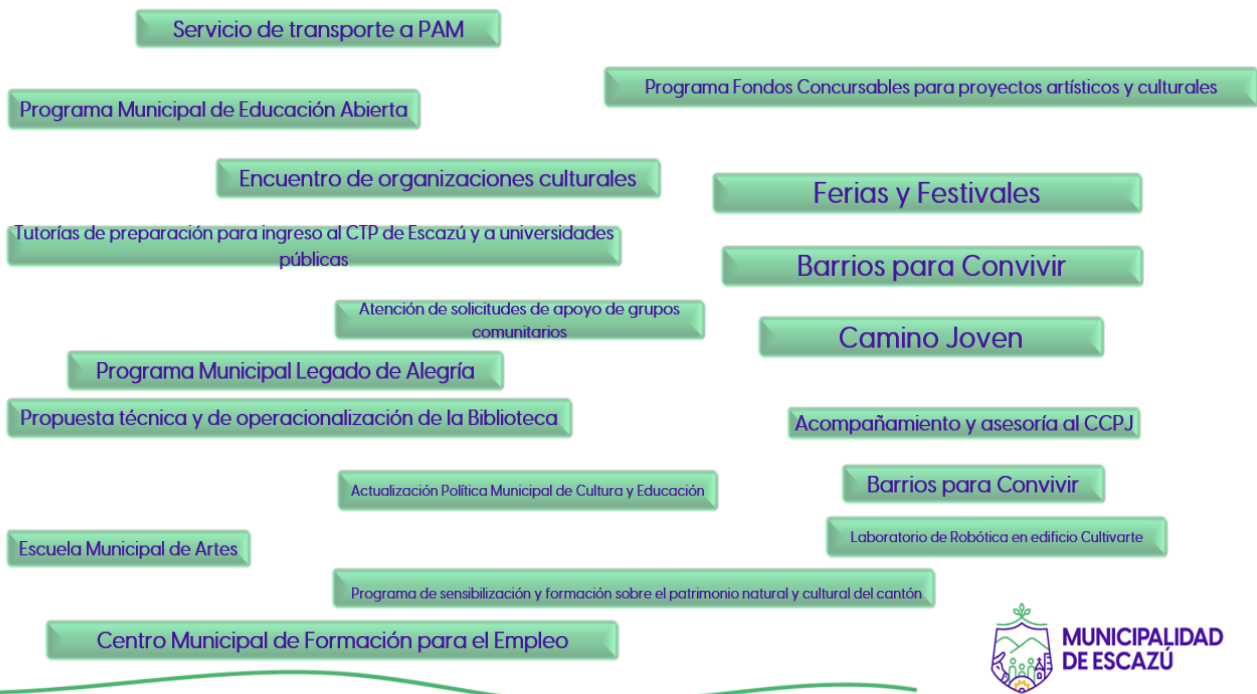 Servicio de transporte a PAM
Programa Fondos Concursables para proyectos artísticos y culturales
Programa Municipal de Educación Abierta
Encuentro de organizaciones culturales
Ferias y Festivales
Tutorías de preparación para ingreso al CTP de Escazú y a universidades
públicas
Barrios para Convivir
Atención de solicitudes de apoyo de grupos
comunitarios
Camino Joven
Programa Municipal Legado de Alegría
Propuesta técnica y de operacionalización de la Biblioteca
Acompañamiento y asesoría al CCPJ
Actualización Política Municipal de Cultura y Educación
Barrios para Convivir
Escuela Municipal de Artes
Laboratorio de Robótica en edificio Cultivarte
Programa de sensibilización y formación sobre el patrimonio natural y cultural del cantón
Centro Municipal de Formación para el Empleo
MUNICIPALIDAD
DE ESCAZÚ